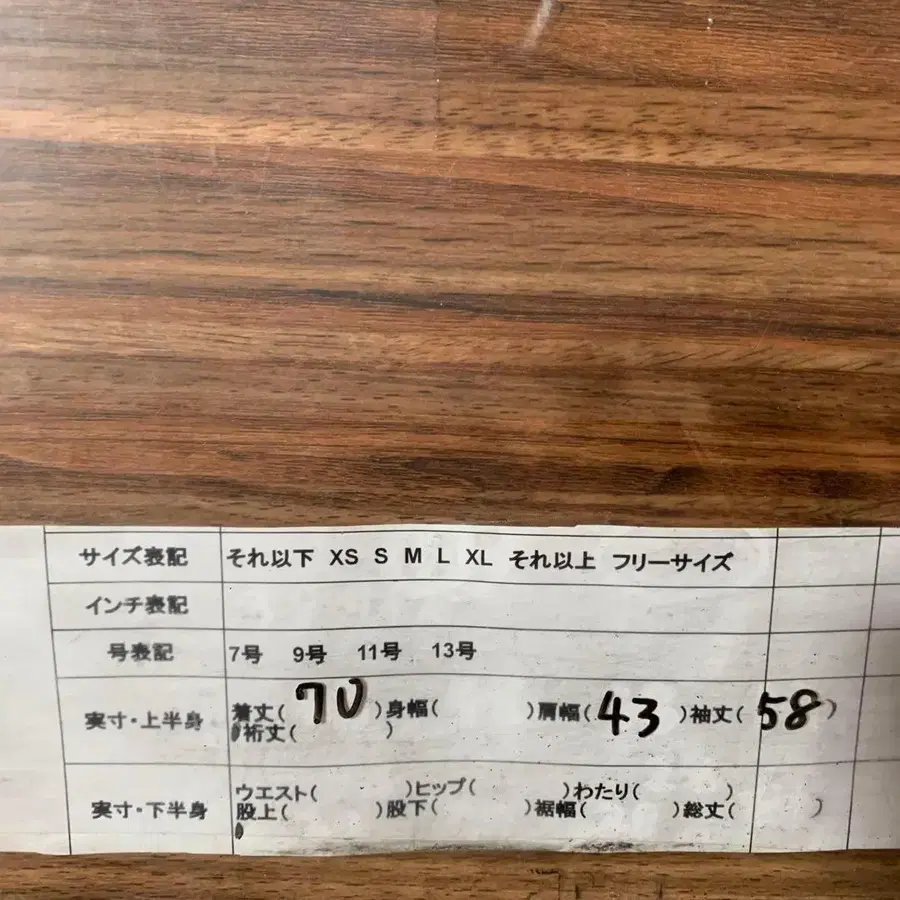 サイズ表記 それ以下 XS S M L XL それ以上 フリーサイズ
インチ表記
号表記 7号 9号 11号 13号
実寸・上半身 着丈( 70 )身幅( )肩幅( 43 )袖丈( 58 )
裄丈( )
実寸・下半身 ウエスト( )ヒップ( )わたり( )
股上( )股下( )裾幅( )総丈( )